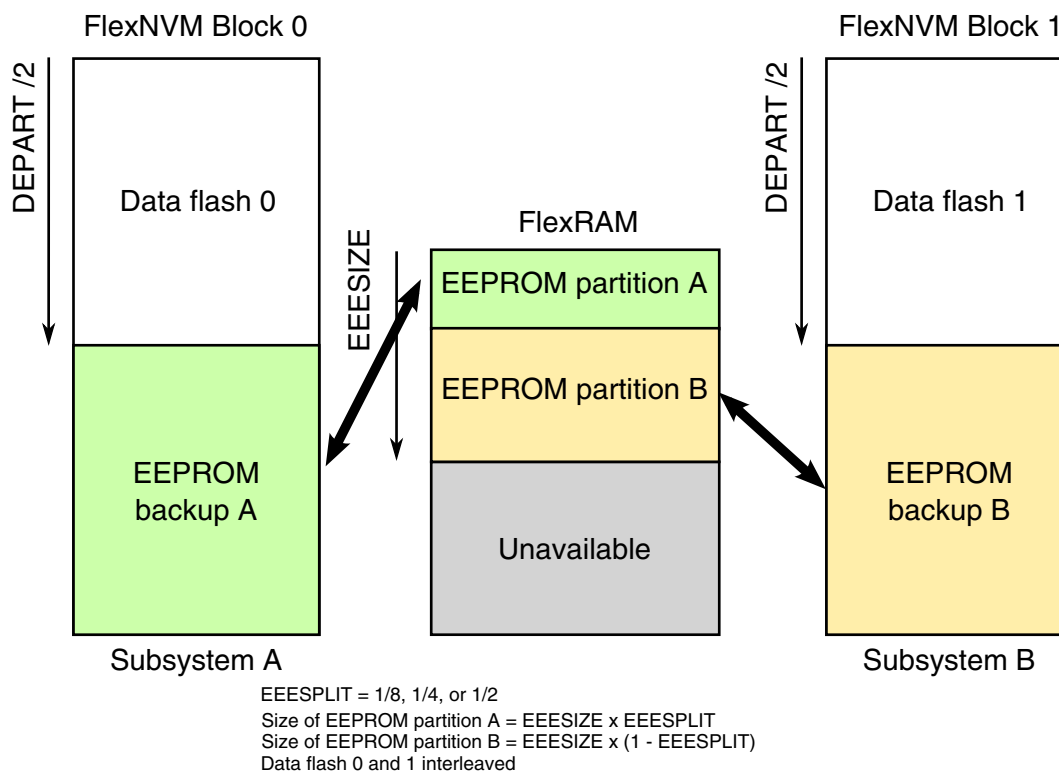 FlexNVM Block 0
FlexNVM Block 1
DEPART /2
DEPART /2
Data flash 0
Data flash 1
FlexRAM
EEESIZE
EEPROM partition A
EEPROM partition B
EEPROM
backup A
EEPROM
backup B
Unavailable
Subsystem A
Subsystem B
EEESPLIT = 1/8, 1/4, or 1/2
Size of EEPROM partition A = EEESIZE x EEESPLIT
Size of EEPROM partition B = EEESIZE x (1 - EEESPLIT)
Data flash 0 and 1 interleaved